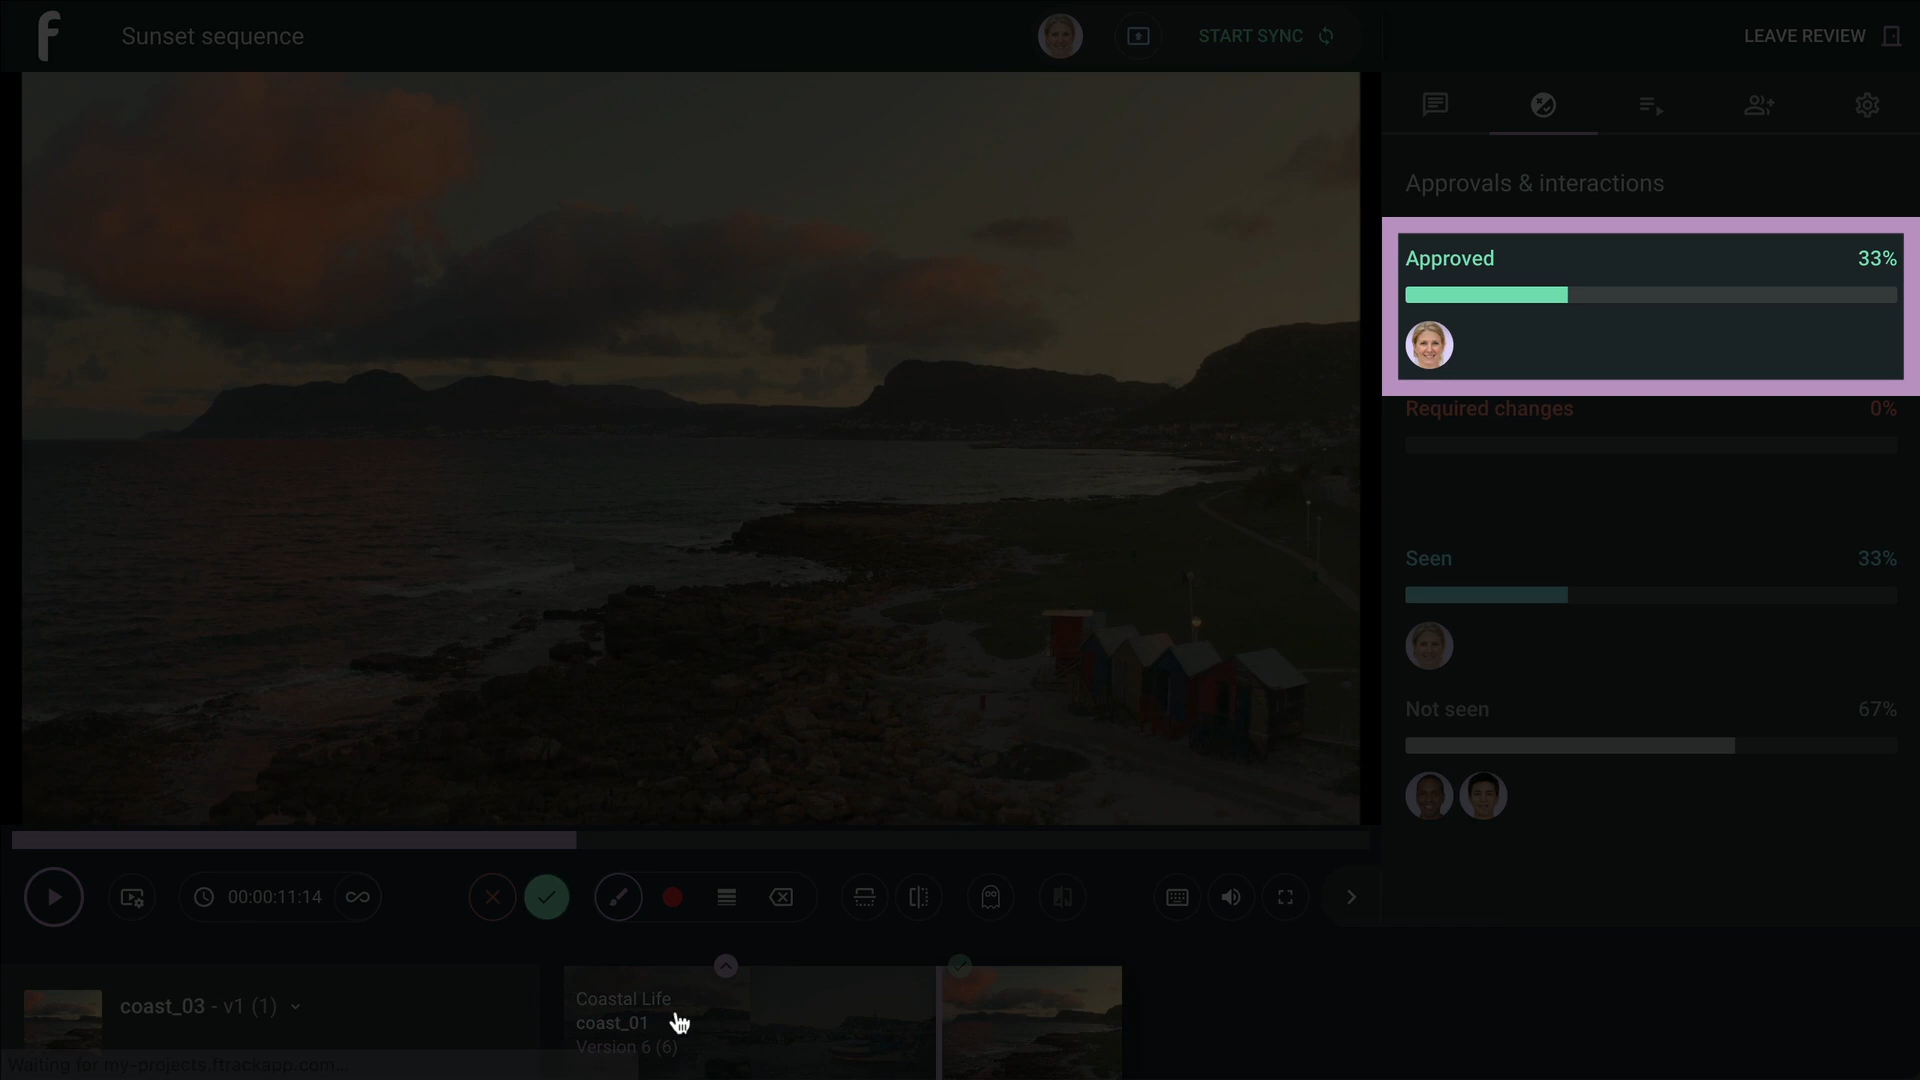 f
Sunset sequence
START SYNC
LEAVE REVIEW
Approvals & interactions
Approved 33%
Required changes 0%
Seen 33%
Not seen 67%
00:00:11:14
coast_03 - v1 (1)
Coastal Life
coast_01
Version 6 (6)
Waiting for my-projects.ftrackapp.com...